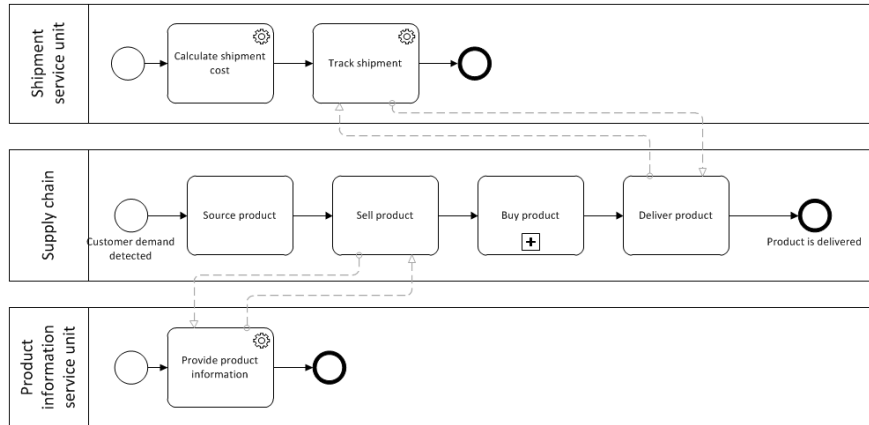 Shipment
service unit
Calculate shipment
cost
Track shipment
Supply chain
Customer demand
detected
Source product
Sell product
Buy product
Deliver product
Product is delivered
Product
information
service unit
Provide product
information